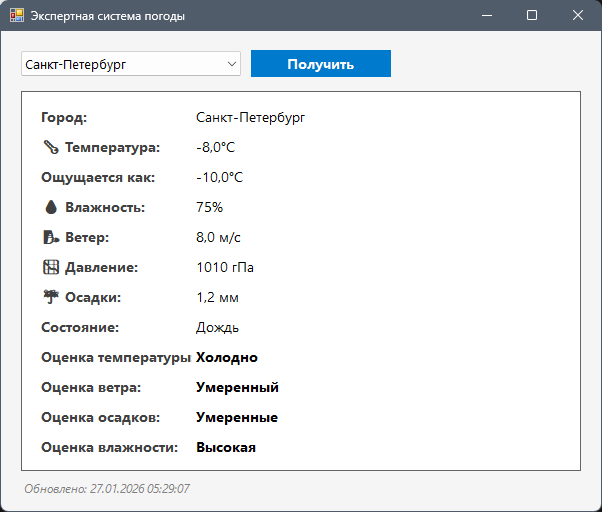 Экспертная система погоды
Санкт-Петербург
Получить
Город: Санкт-Петербург
Температура: -8,0°C
Ощущается как: -10,0°C
Влажность: 75%
Ветер: 8,0 м/с
Давление: 1010 гПа
Осадки: 1,2 мм
Состояние: Дождь
Оценка температуры Холодно
Оценка ветра: Умеренный
Оценка осадков: Умеренные
Оценка влажности: Высокая
Обновлено: 27.01.2026 05:29:07